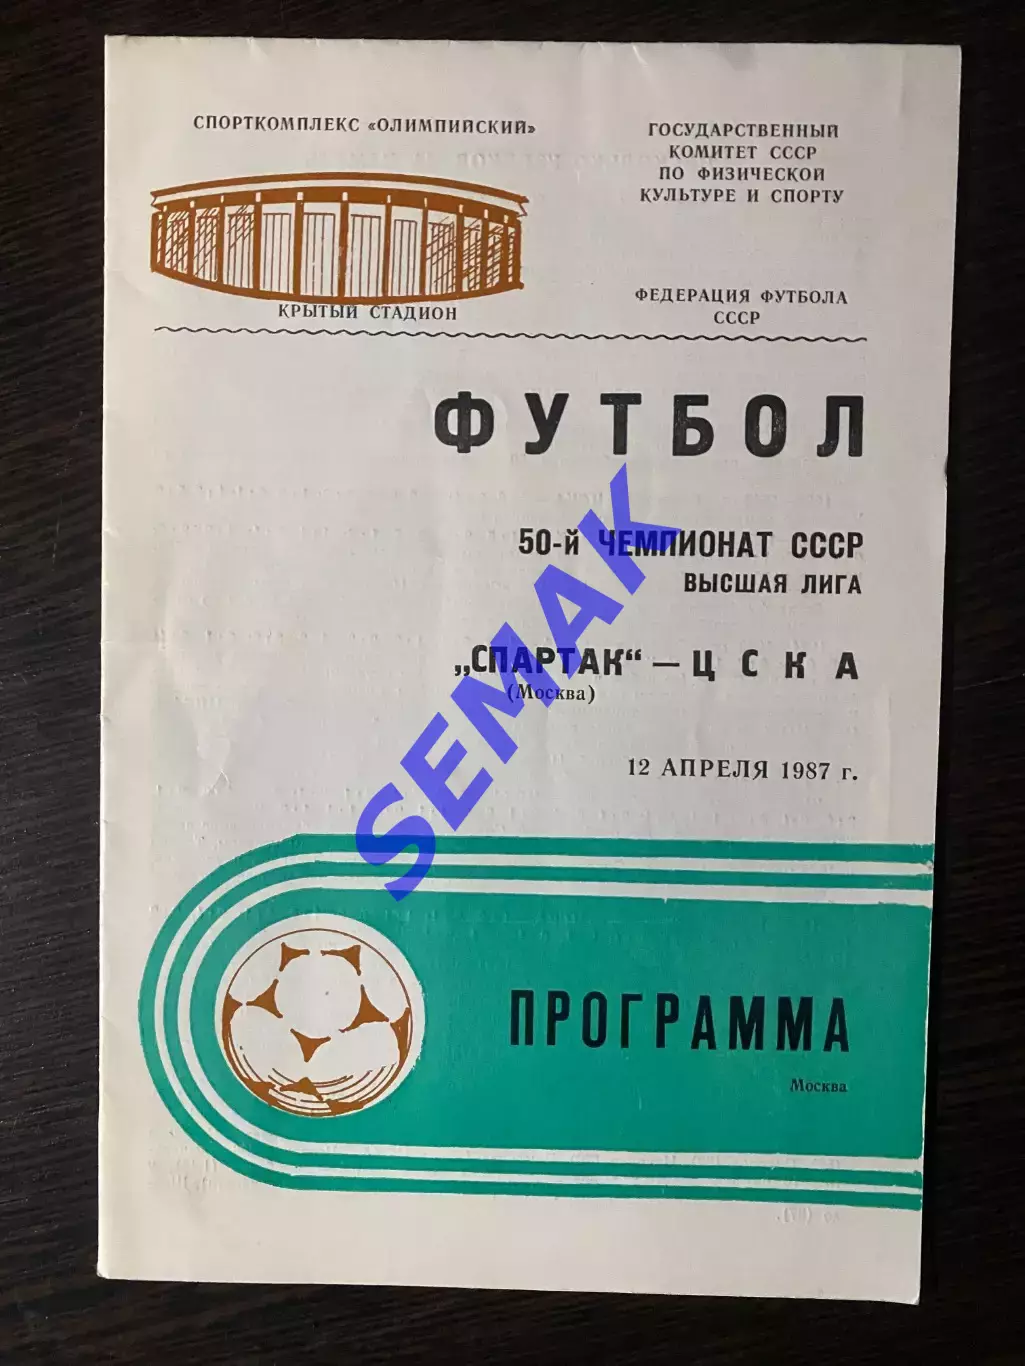 СПОРТКОМПЛЕКС «ОЛИМПИЙСКИЙ»
КРЫТЫЙ СТАДИОН
ГОСУДАРСТВЕННЫЙ
КОМИТЕТ СССР
ПО ФИЗИЧЕСКОЙ
КУЛЬТУРЕ И СПОРТУ
ФЕДЕРАЦИЯ ФУТБОЛА
СССР
ФУТБОЛ
50-й ЧЕМПИОНАТ СССР
ВЫСШАЯ ЛИГА
„СПАРТАК“ — ЦСКА
(Москва)
12 АПРЕЛЯ 1987 г.
SEMAK
ПРОГРАММА
Москва